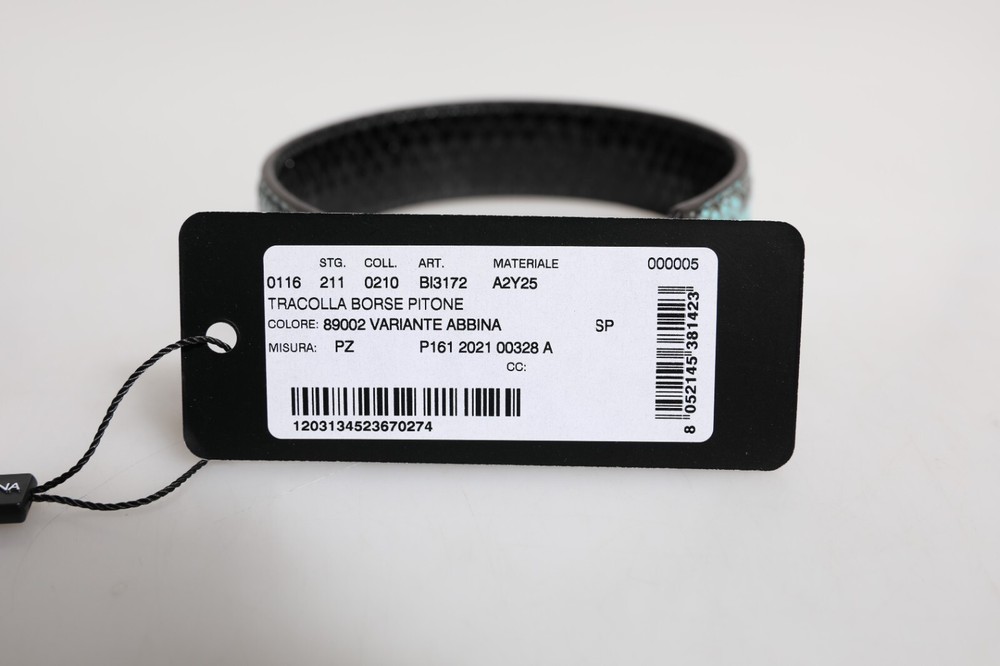 STG. COLL. ART. MATERIALE 000005
0116 211 0210 BI3172 A2Y25
TRACOLLA BORSE PITONE
COLORE: 89002 VARIANTE ABBINA SP
MISURA: PZ P161 2021 00328 A
CC:
1203134523670274
8 052145 381423
NA